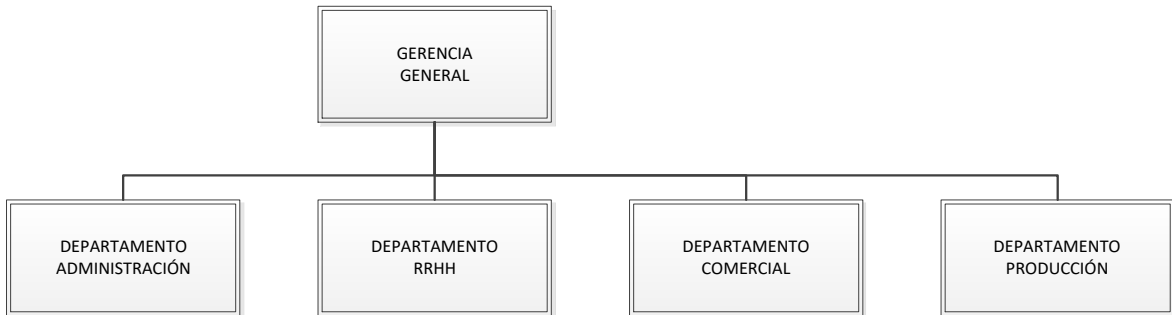 GERENCIA
GENERAL
DEPARTAMENTO
ADMINISTRACIÓN
DEPARTAMENTO
RRHH
DEPARTAMENTO
COMERCIAL
DEPARTAMENTO
PRODUCCIÓN